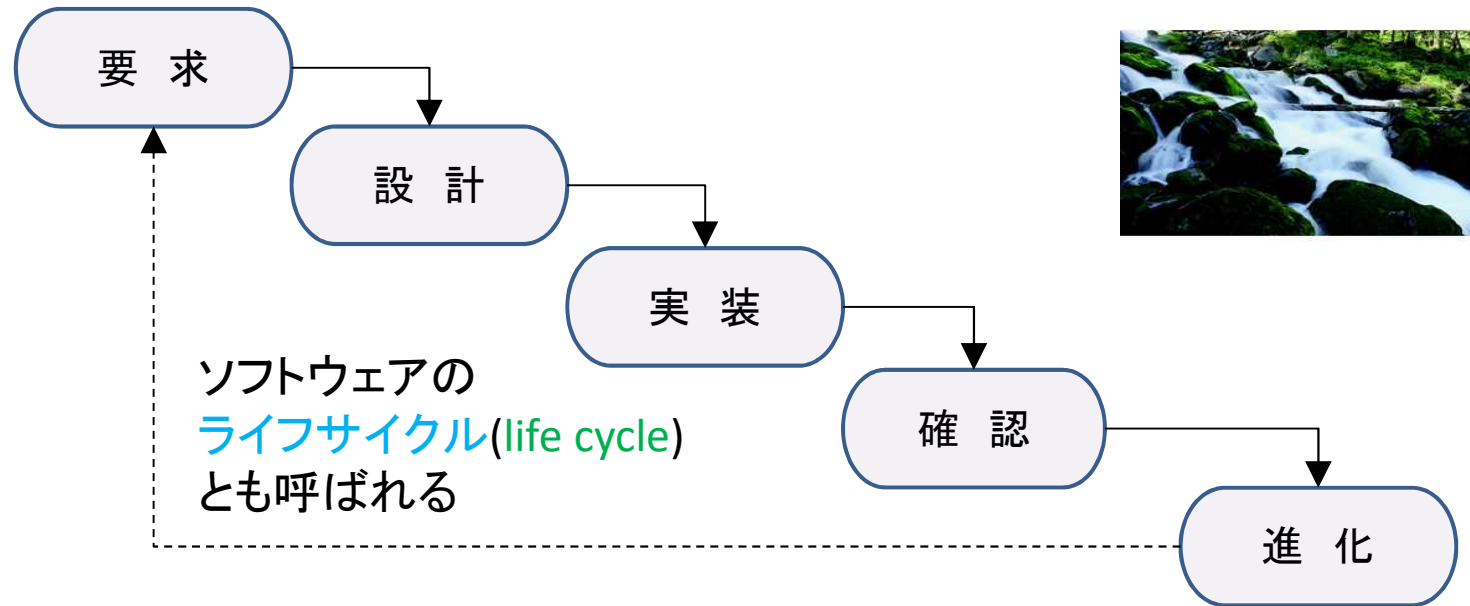 要 求
設 計
実 装
ソフトウェアの
ライフサイクル(life cycle)
とも呼ばれる
確 認
進 化